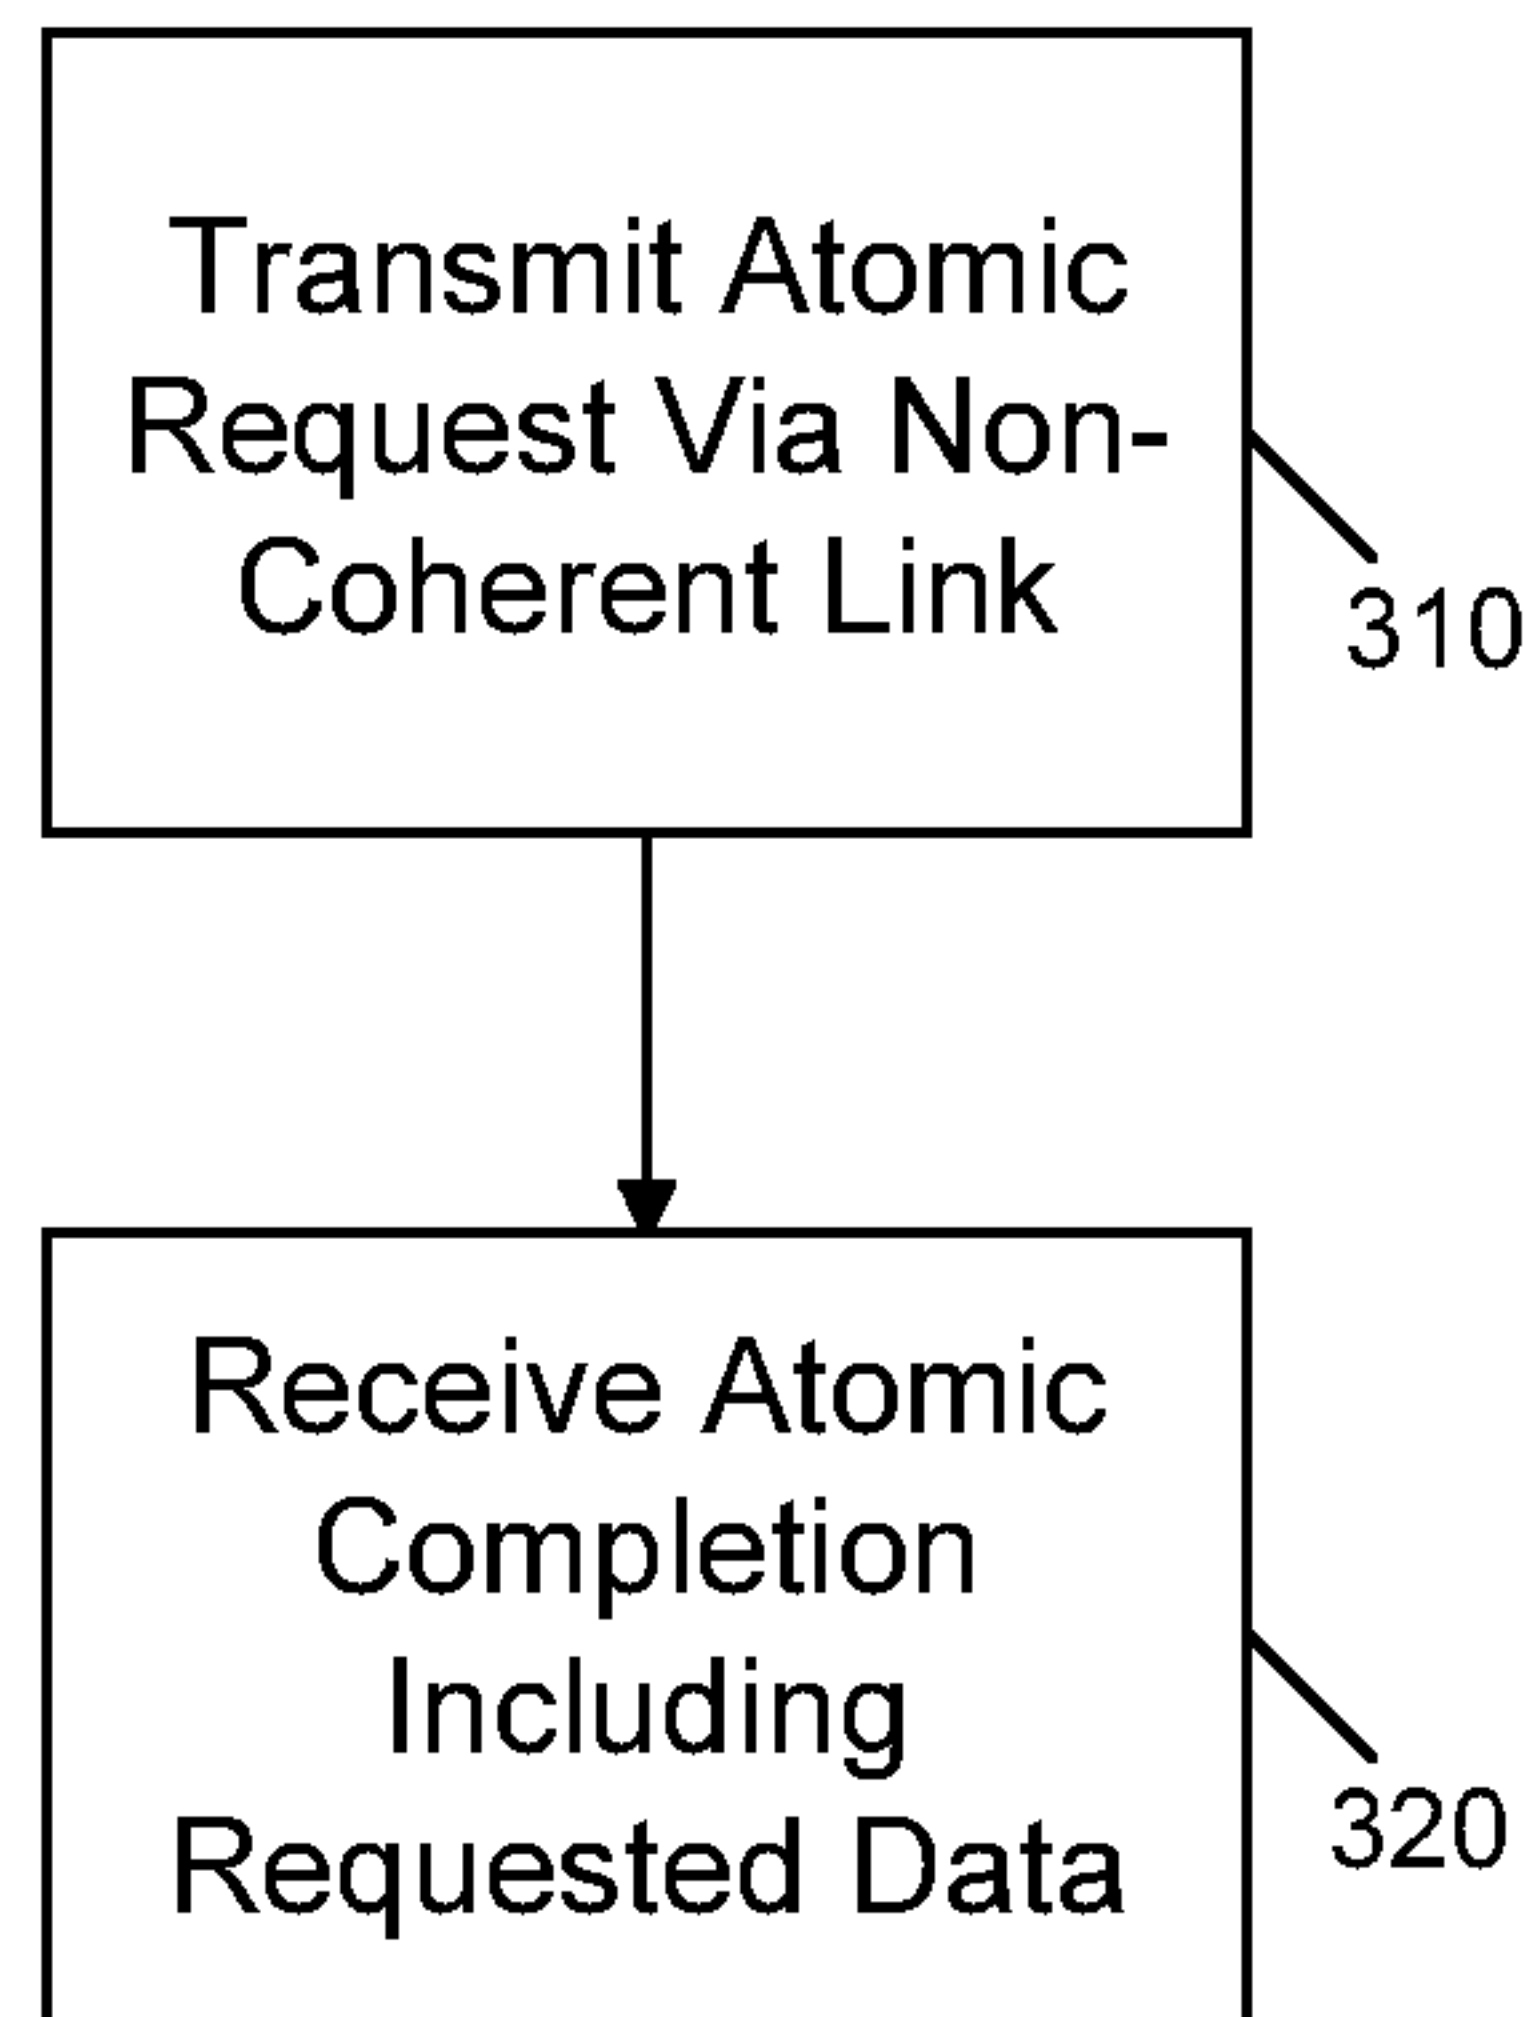 Transmit Atomic
Request Via Non-
Coherent Link
310
Receive Atomic
Completion
Including
Requested Data
320